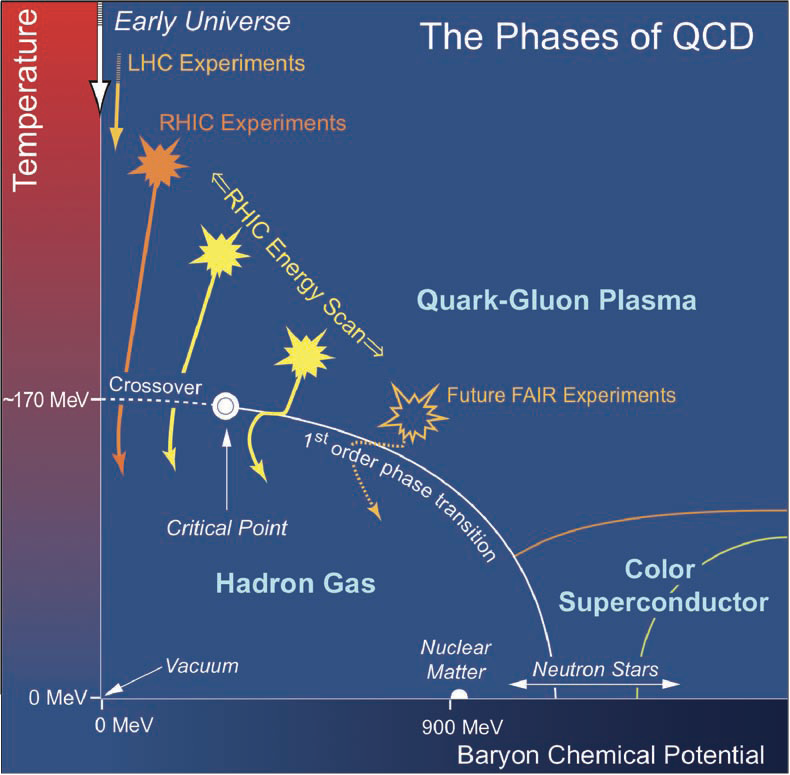 Early Universe
The Phases of QCD
LHC Experiments
RHIC Experiments
Temperature
RHIC Energy Scan
Quark-Gluon Plasma
Crossover
~170 MeV
Future FAIR Experiments
1st order phase transition
Critical Point
Hadron Gas
Color
Superconductor
Nuclear
Matter
Vacuum
Neutron Stars
0 MeV
0 MeV
900 MeV
Baryon Chemical Potential